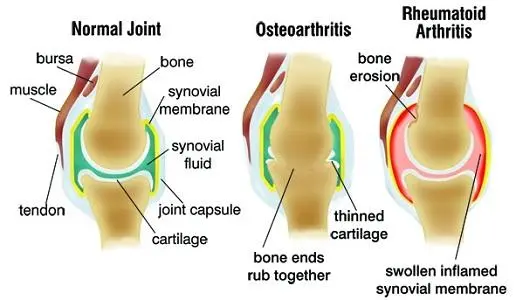 Normal Joint
bursa
bone
muscle
synovial
membrane
synovial
fluid
tendon
joint capsule
cartilage
Osteoarthritis
thinned
cartilage
bone ends
rub together
Rheumatoid
Arthritis
bone
erosion
swollen inflamed
synovial membrane